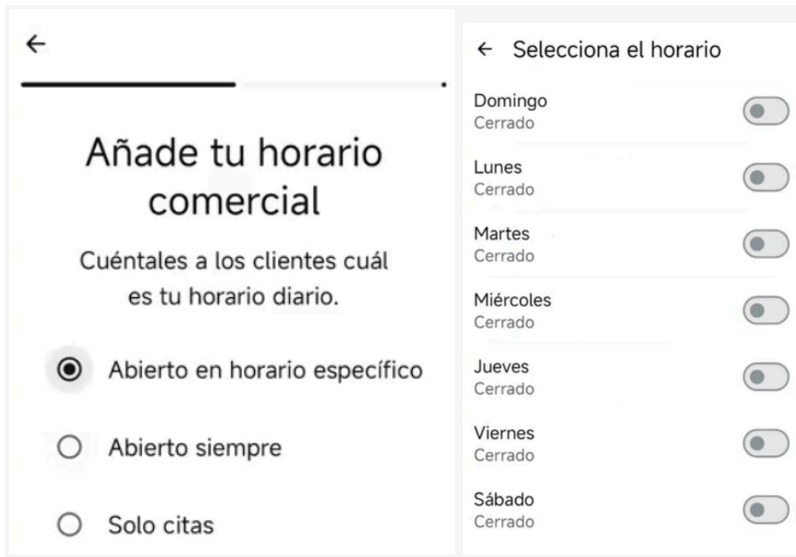 Añade tu horario
comercial
Cuéntales a los clientes cuál
es tu horario diario.
Abierto en horario específico
Abierto siempre
Solo citas
Selecciona el horario
Domingo
Cerrado
Lunes
Cerrado
Martes
Cerrado
Miércoles
Cerrado
Jueves
Cerrado
Viernes
Cerrado
Sábado
Cerrado